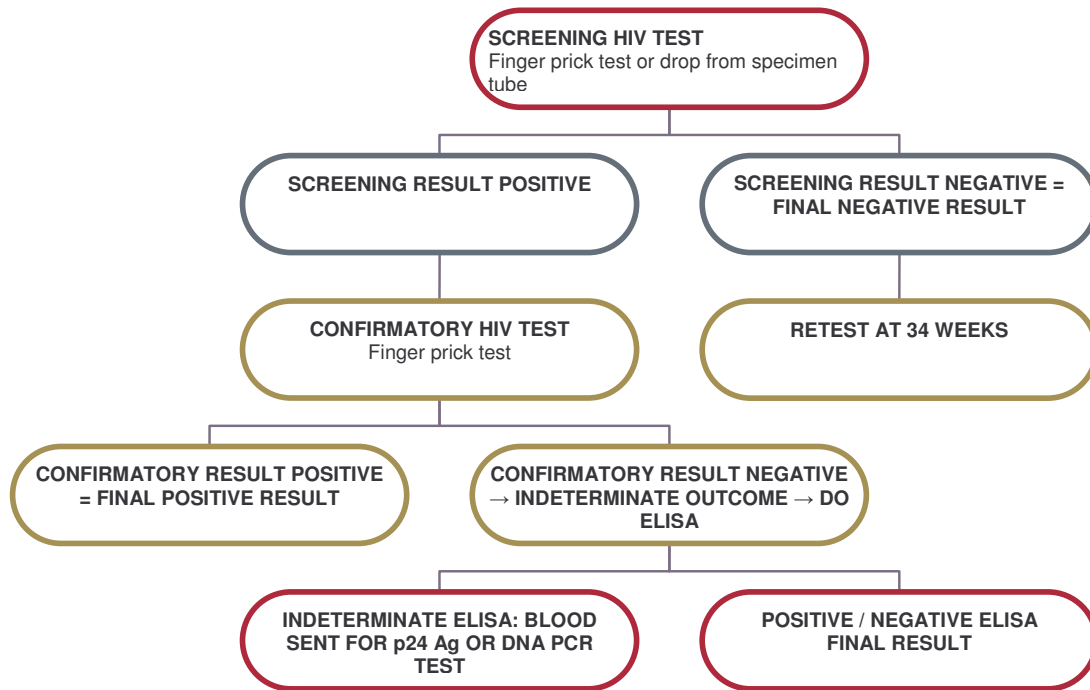 SCREENING HIV TEST
Finger prick test or drop from specimen
tube
SCREENING RESULT POSITIVE
SCREENING RESULT NEGATIVE =
FINAL NEGATIVE RESULT
CONFIRMATORY HIV TEST
Finger prick test
RETEST AT 34 WEEKS
CONFIRMATORY RESULT POSITIVE
= FINAL POSITIVE RESULT
CONFIRMATORY RESULT NEGATIVE
→ INDETERMINATE OUTCOME → DO
ELISA
INDETERMINATE ELISA: BLOOD
SENT FOR p24 Ag OR DNA PCR
TEST
POSITIVE / NEGATIVE ELISA
FINAL RESULT